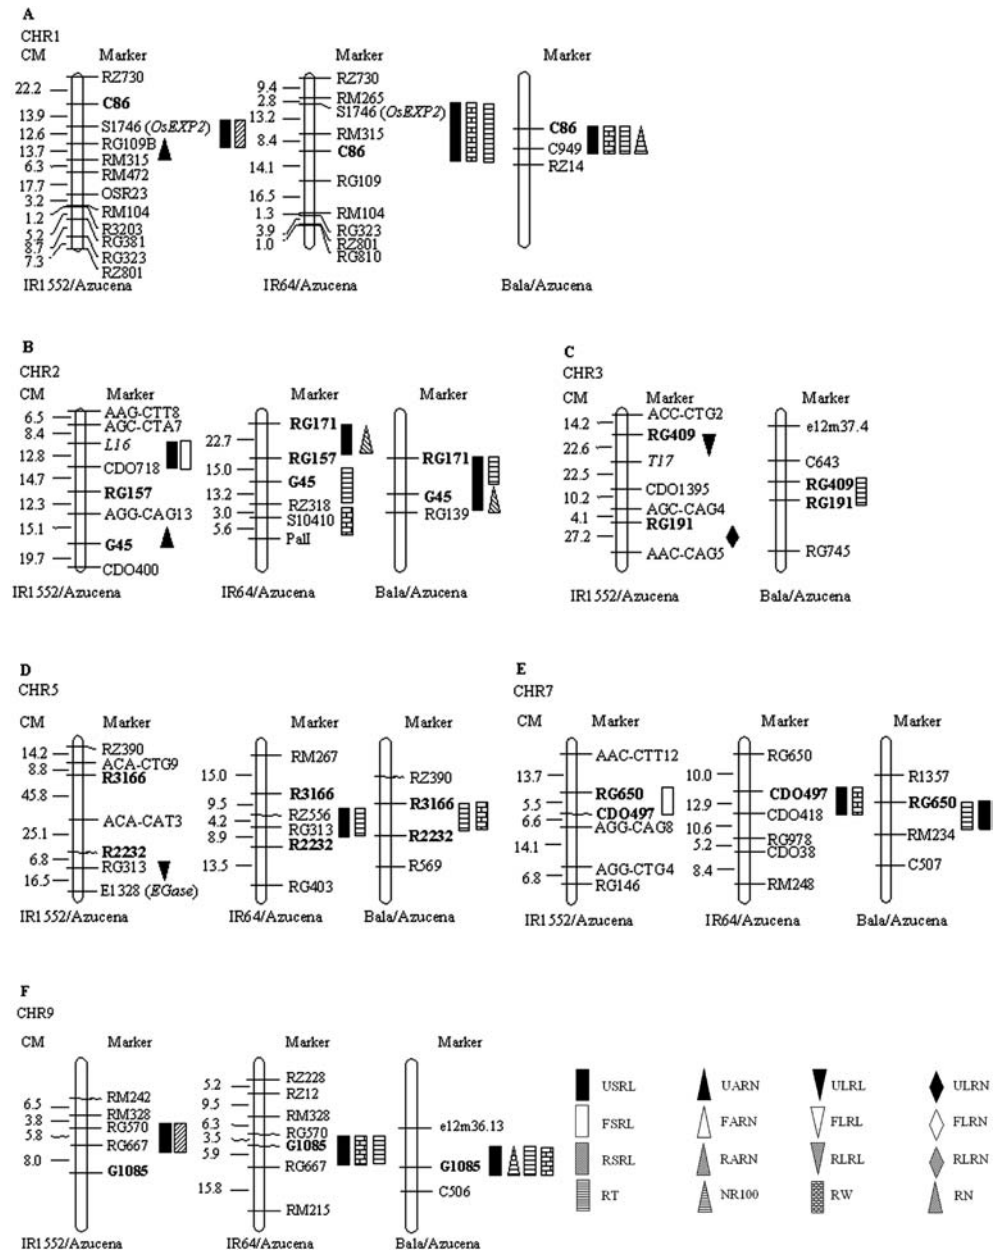 A
CHR1
CM Marker Marker Marker
RZ730
22.2
C86
13.9
S1746 (OsEXP2)
12.6
RG109B
13.7
RM315
6.3
RM472
17.7
OSR23
3.2
RM104
1.2
R3203
5.2
RG381
8.7
RG323
7.3
RZ801
IR1552/Azucena
RZ730
9.4
RM265
2.8
S1746 (OsEXP2)
13.2
RM315
8.4
C86
14.1
RG109
16.5
RM104
1.3
RG323
3.9
RZ801
1.0
RG810
IR64/Azucena
C86
C949
RZ14
Bala/Azucena
B
CHR2
CM Marker Marker Marker
AAG-CTT8
6.5
AGC-CTA7
8.4
L16
12.8
CDO718
14.7
RG157
12.3
AGG-CAG13
15.1
G45
19.7
CDO400
IR1552/Azucena
RG171
22.7
RG157
15.0
G45
13.2
RZ318
3.0
S10410
5.6
PalI
IR64/Azucena
RG171
G45
RG139
Bala/Azucena
C
CHR3
CM Marker Marker
ACC-CTG2
14.2
RG409
22.6
T17
22.5
CDO1395
10.2
AGC-CAG4
4.1
RG191
27.2
AAC-CAG5
IR1552/Azucena
e12m37.4
C643
RG409
RG191
RG745
Bala/Azucena
D
CHR5
CM Marker Marker Marker
RZ390
14.2
ACA-CTG9
8.8
R3166
45.8
ACA-CAT3
25.1
R2232
6.8
RG313
16.5
E1328 (EGase)
IR1552/Azucena
RM267
15.0
R3166
9.5
RZ556
4.2
RG313
8.9
R2232
13.5
RG403
IR64/Azucena
RZ390
R3166
R2232
R569
Bala/Azucena
E
CHR7
CM Marker Marker Marker
AAC-CTT12
13.7
RG650
5.5
CDO497
6.6
AGG-CAG8
14.1
AGG-CTG4
6.8
RG146
IR1552/Azucena
RG650
10.0
CDO497
12.9
CDO418
10.6
RG978
5.2
CDO38
8.4
RM248
IR64/Azucena
R1357
RG650
RM234
C507
Bala/Azucena
F
CHR9
CM Marker Marker Marker
RM242
6.5
RM328
3.8
RG570
5.8
RG667
8.0
G1085
IR1552/Azucena
RZ228
5.2
RZ12
9.5
RM328
6.3
RG570
3.5
G1085
5.9
RG667
15.8
RM215
IR64/Azucena
e12m36.13
G1085
C506
Bala/Azucena
USRL UARN ULRL ULRN
FSRL FARN FLRL FLRN
RSRL RARN RLRL RLRN
RT NR100 RW RN